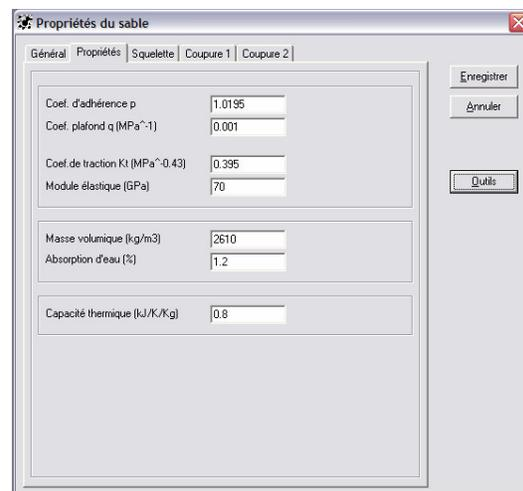 Propriétés du sable
Général Propriétés Squelette Coupure 1 Coupure 2
Enregistrer
Annuler
Outils
Coef. d'adhérence p 1.0195
Coef. plafond q (MPa^-1) 0.001
Coef.de traction Kt (MPa^-0.43) 0.395
Module élastique (GPa) 70
Masse volumique (kg/m3) 2610
Absorption d'eau (%) 1.2
Capacité thermique (kJ/K/Kg) 0.8